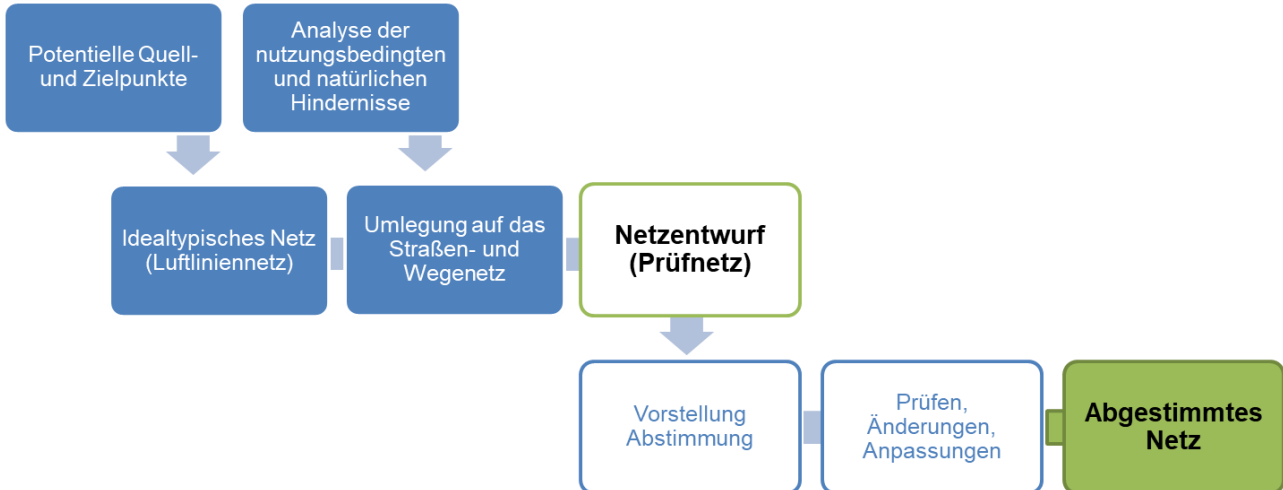 Potentielle Quell-
und Zielpunkte
Analyse der
nutzungsbedingten
und natürlichen
Hindernisse
Idealtypisches Netz
(Luftliniennetz)
Umlegung auf das
Straßen- und
Wegenetz
Netzentwurf
(Prüfnetz)
Vorstellung
Abstimmung
Prüfen,
Änderungen,
Anpassungen
Abgestimmtes
Netz